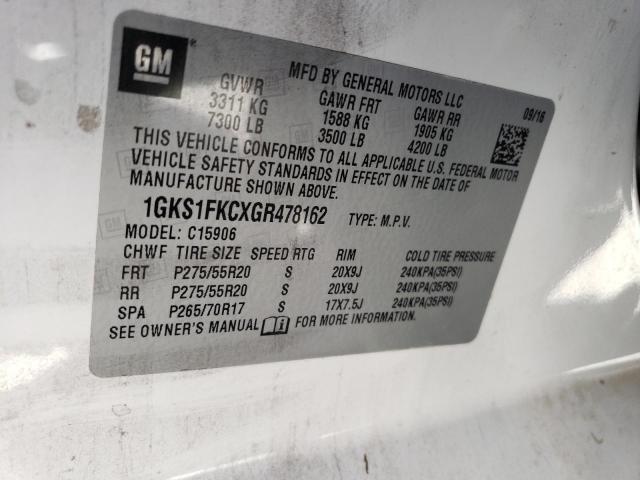 GM
®
MFD BY GENERAL MOTORS LLC
09/16
GVWR GAWR FRT GAWR RR
3311 KG 1588 KG 1905 KG
7300 LB 3500 LB 4200 LB
THIS VEHICLE CONFORMS TO ALL APPLICABLE U.S. FEDERAL MOTOR
VEHICLE SAFETY STANDARDS IN EFFECT ON THE DATE OF
MANUFACTURE SHOWN ABOVE.
1GKS1FKCXGR478162 TYPE: M.P.V.
MODEL: C15906
CHWF TIRE SIZE SPEED RTG RIM COLD TIRE PRESSURE
FRT P275/55R20 S 20X9J 240KPA(35PSI)
RR P275/55R20 S 20X9J 240KPA(35PSI)
SPA P265/70R17 S 17X7.5J 240KPA(35PSI)
SEE OWNER'S MANUAL FOR MORE INFORMATION.